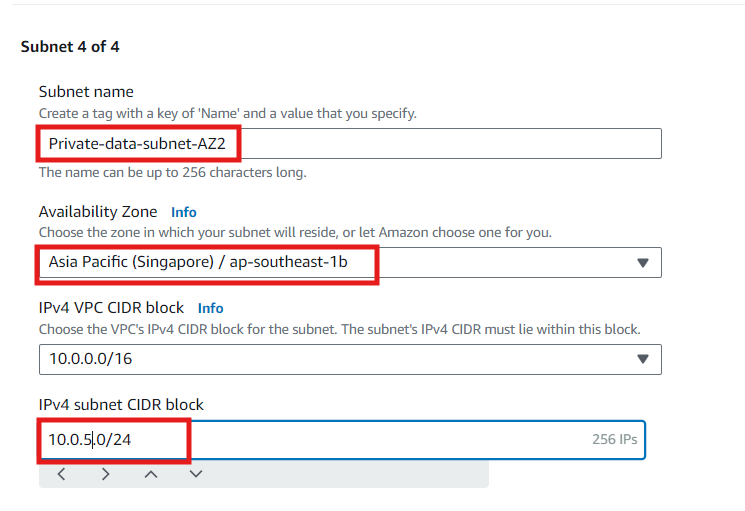 Subnet 4 of 4
Subnet name
Create a tag with a key of 'Name' and a value that you specify.
Private-data-subnet-AZ2
The name can be up to 256 characters long.
Availability Zone Info
Choose the zone in which your subnet will reside, or let Amazon choose one for you.
Asia Pacific (Singapore) / ap-southeast-1b
IPv4 VPC CIDR block Info
Choose the VPC's IPv4 CIDR block for the subnet. The subnet's IPv4 CIDR must lie within this block.
10.0.0.0/16
IPv4 subnet CIDR block
10.0.5.0/24 256 IPs